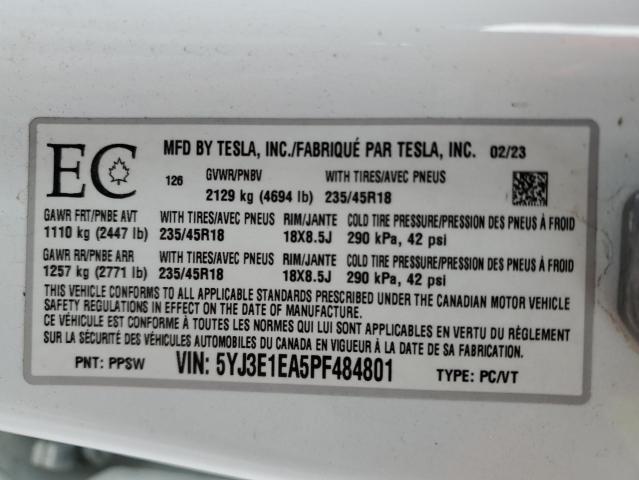 EC
MFD BY TESLA, INC./FABRIQUÉ PAR TESLA, INC. 02/23
126 GVWR/PNBV WITH TIRES/AVEC PNEUS
2129 kg (4694 lb) 235/45R18
GAWR FRT/PNBE AVT WITH TIRES/AVEC PNEUS RIM/JANTE COLD TIRE PRESSURE/PRESSION DES PNEUS À FROID
1110 kg (2447 lb) 235/45R18 18X8.5J 290 kPa, 42 psi
GAWR RR/PNBE ARR WITH TIRES/AVEC PNEUS RIM/JANTE COLD TIRE PRESSURE/PRESSION DES PNEUS À FROID
1257 kg (2771 lb) 235/45R18 18X8.5J 290 kPa, 42 psi
THIS VEHICLE CONFORMS TO ALL APPLICABLE STANDARDS PRESCRIBED UNDER THE CANADIAN MOTOR VEHICLE
SAFETY REGULATIONS IN EFFECT ON THE DATE OF MANUFACTURE.
CE VÉHICULE EST CONFORME À TOUTES LES NORMES QUI LUI SONT APPLICABLES EN VERTU DU RÈGLEMENT
SUR LA SÉCURITÉ DES VÉHICULES AUTOMOBILES DU CANADA EN VIGUEUR À LA DATE DE SA FABRICATION.
PNT: PPSW VIN: 5YJ3E1EA5PF484801 TYPE: PC/VT